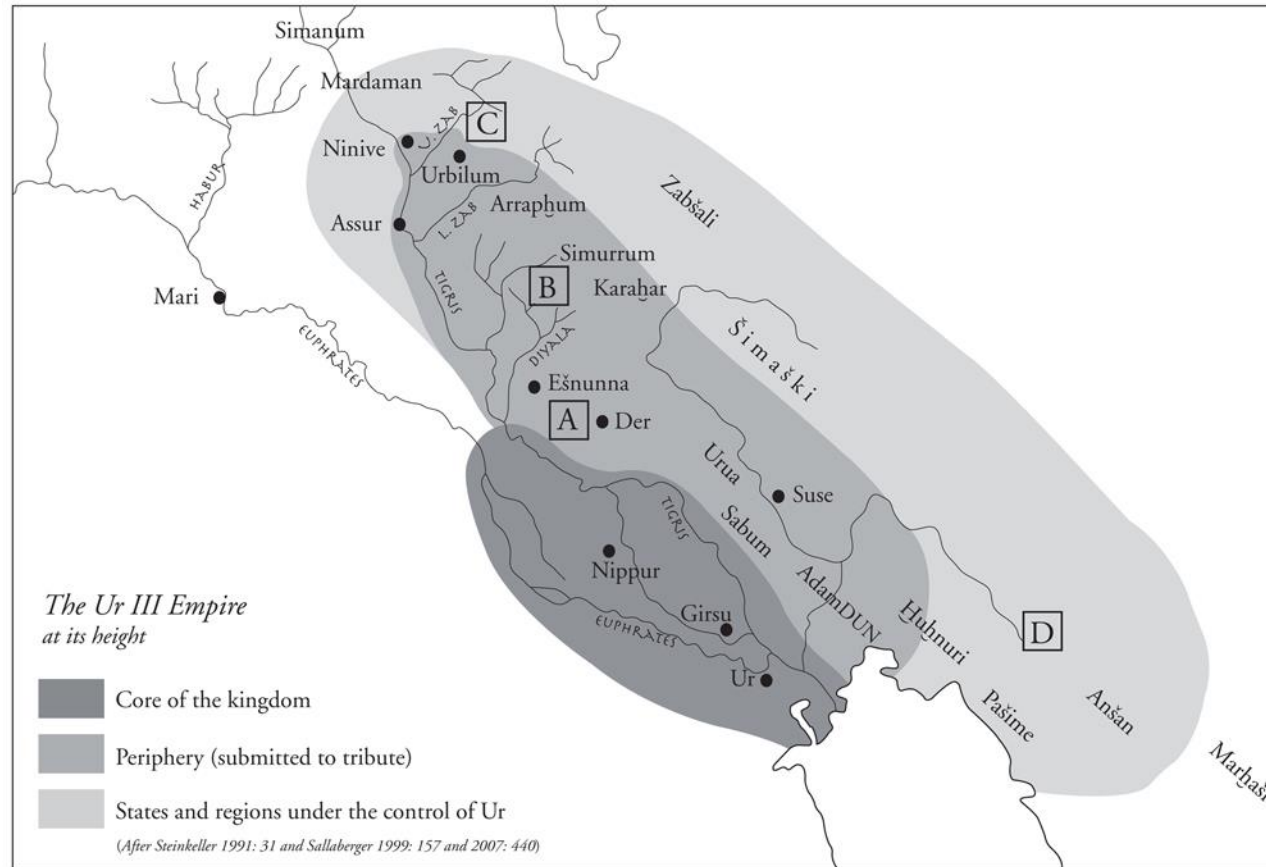 Simanum
Mardaman
Ninive
U. ZAB
C
Urbilum
HABUR
Zabšali
Arrapḫum
Assur
L. ZAB
Simurrum
TIGRIS
B
Karaḫar
Mari
EUPHRATES
DIYALA
Šimaški
Ešnunna
A
Der
Urua
Suse
TIGRIS
Sabum
Nippur
AdamDUN
Girsu
EUPHRATES
Ḫuḫnuri
D
Ur
Pašime
Anšan
The Ur III Empire
at its height
Core of the kingdom
Periphery (submitted to tribute)
States and regions under the control of Ur
(After Steinkeller 1991: 31 and Sallaberger 1999: 157 and 2007: 440)